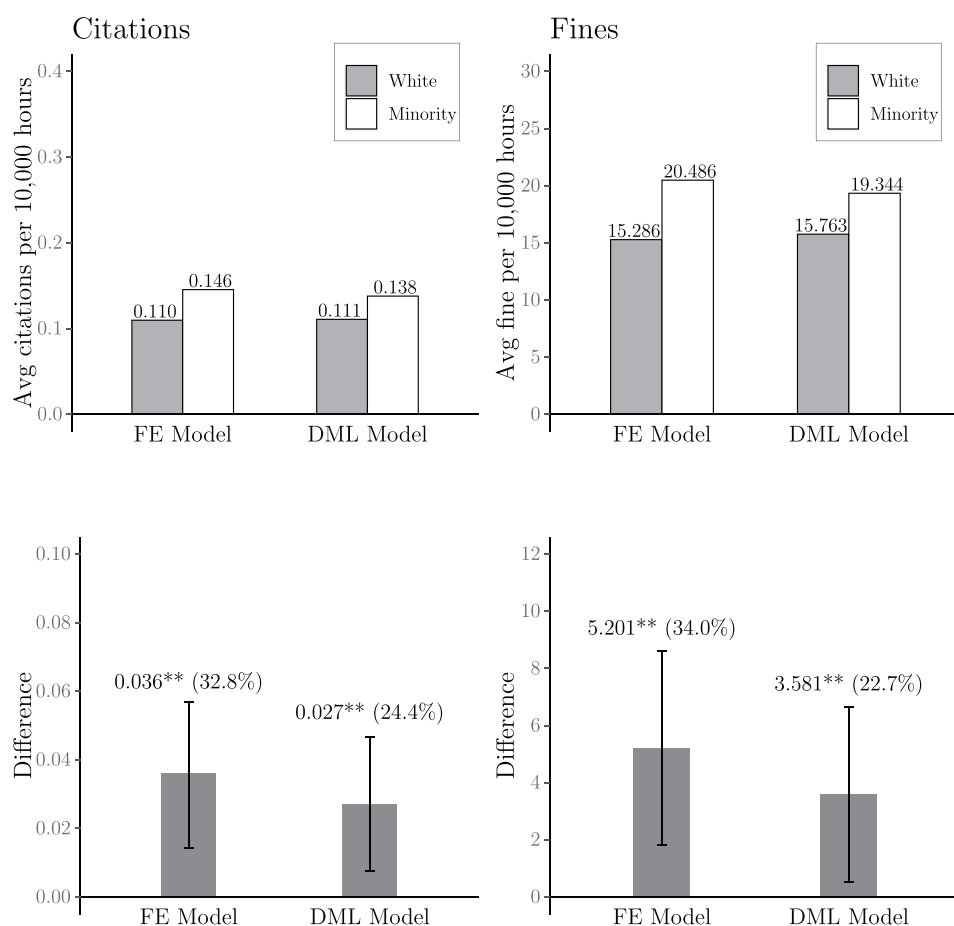 Citations
White
Minority
Avg citations per 10,000 hours
0.4
0.3
0.2
0.1
0.0
0.110
0.146
0.111
0.138
FE Model
DML Model
Fines
White
Minority
Avg fine per 10,000 hours
30
25
20
15
10
5
0
15.286
20.486
15.763
19.344
FE Model
DML Model
Difference
0.10
0.08
0.06
0.04
0.02
0.00
0.036** (32.8%)
0.027** (24.4%)
FE Model
DML Model
Difference
12
10
8
6
4
2
0
5.201** (34.0%)
3.581** (22.7%)
FE Model
DML Model